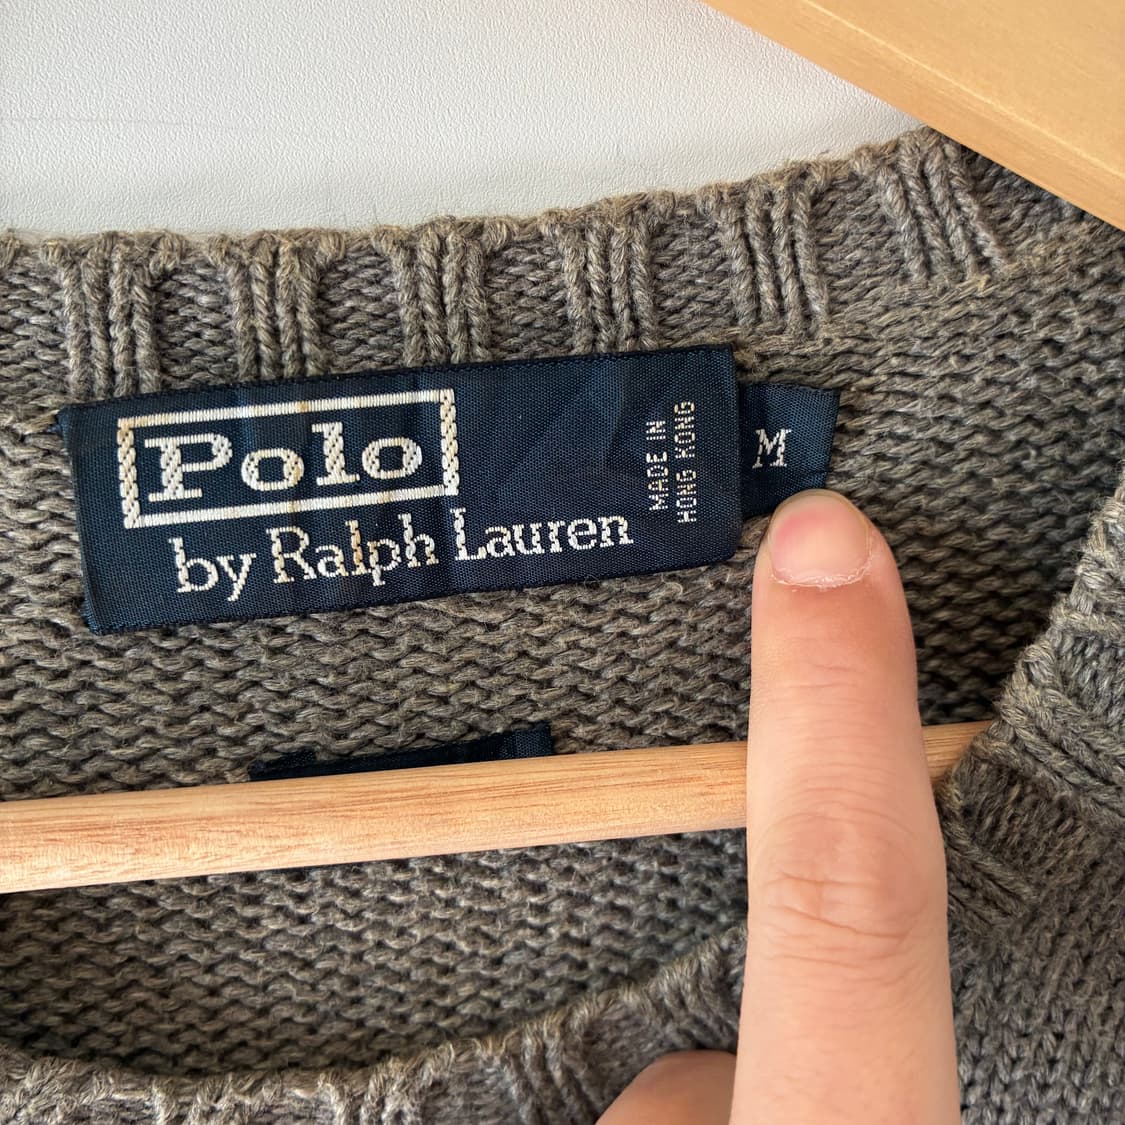 Polo
by Ralph Lauren
MADE IN
HONG KONG
M